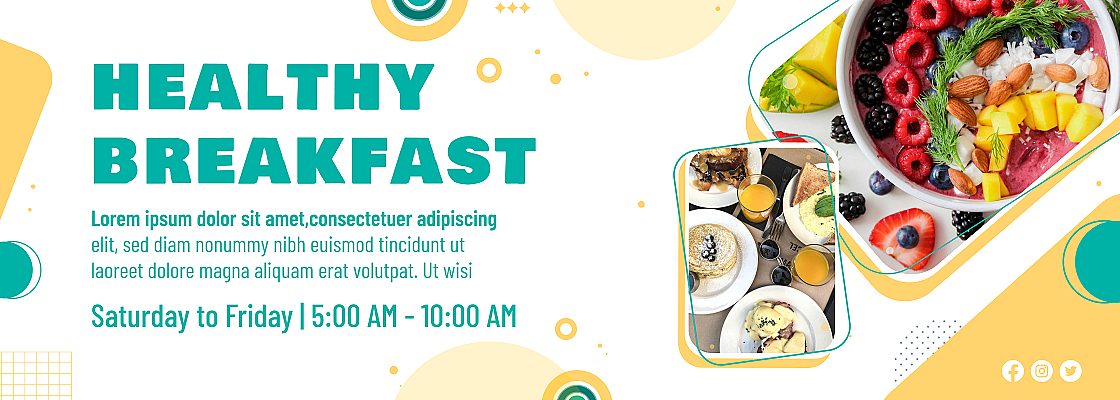 HEALTHY
BREAKFAST
Lorem ipsum dolor sit amet,consectetuer adipiscing
elit, sed diam nonummy nibh euismod tincidunt ut
laoreet dolore magna aliquam erat volutpat. Ut wisi
Saturday to Friday | 5:00 AM - 10:00 AM